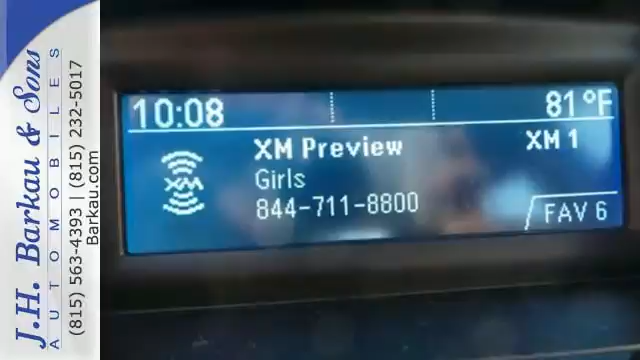 J.H. Barkau & Sons
AUTOMOBILES
(815) 563-4393 | (815) 232-5017
Barkau.com
10:08 81°F
XM Preview XM 1
XM Girls
844-711-8800
FAV 6